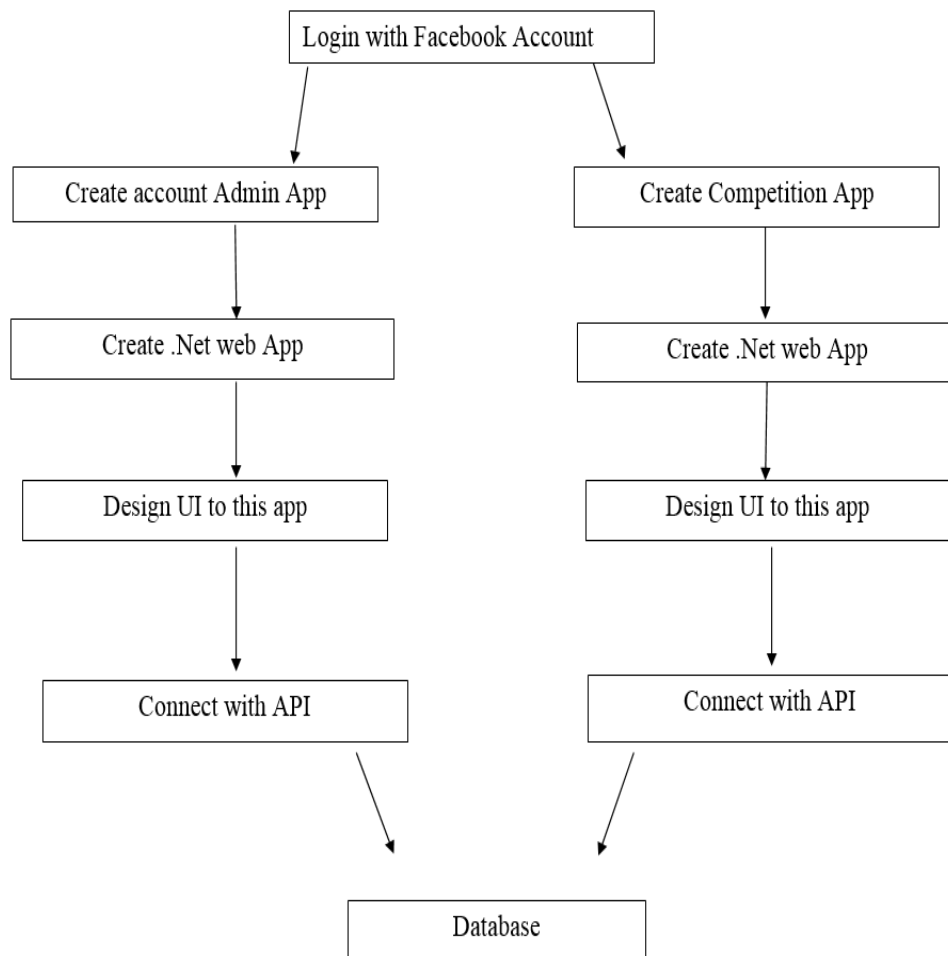 Login with Facebook Account
Create account Admin App
Create Competition App
Create .Net web App
Create .Net web App
Design UI to this app
Design UI to this app
Connect with API
Connect with API
Database